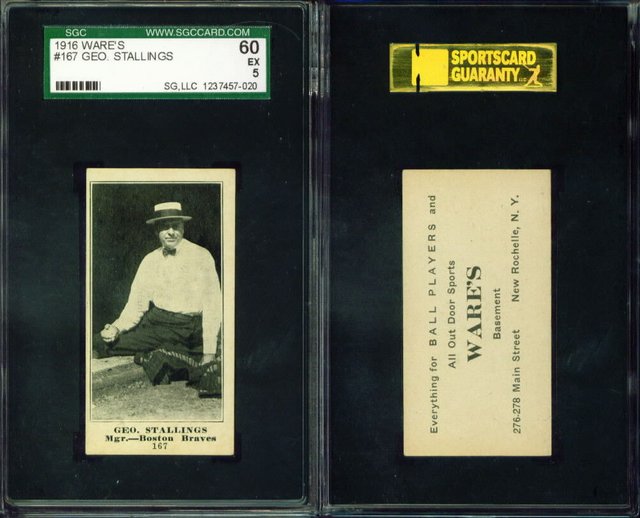 SGC WWW.SGCCARD.COM
1916 WARE'S
#167 GEO. STALLINGS
60
EX
5
SG,LLC 1237457-020
GEO. STALLINGS
Mgr.—Boston Braves
167
SPORTSCARD
GUARANTY
Everything for BALL PLAYERS and
All Out Door Sports
WARE'S
Basement
276-278 Main Street New Rochelle, N. Y.